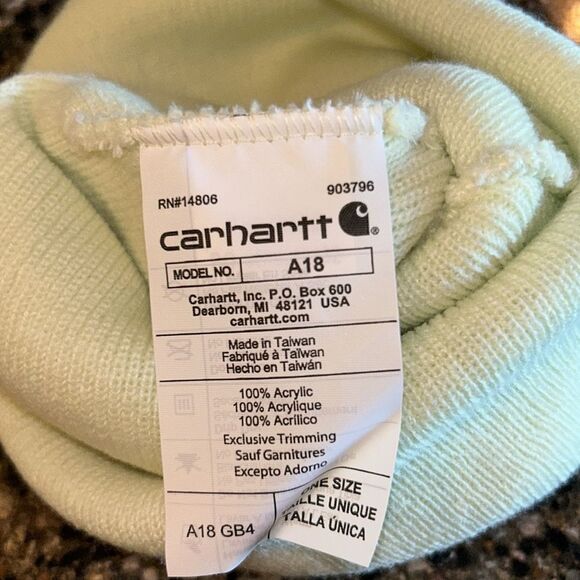 RN#14806 903796
carhartt ®
MODEL NO. A18
Carhartt, Inc. P.O. Box 600
Dearborn, MI 48121 USA
carhartt.com
Made in Taiwan
Fabriqué à Taïwan
Hecho en Taiwán
100% Acrylic
100% Acrylique
100% Acrílico
Exclusive Trimming
Sauf Garnitures
Excepto Adorno
A18 GB4
SIZE
UNIQUE
TALLA ÚNICA